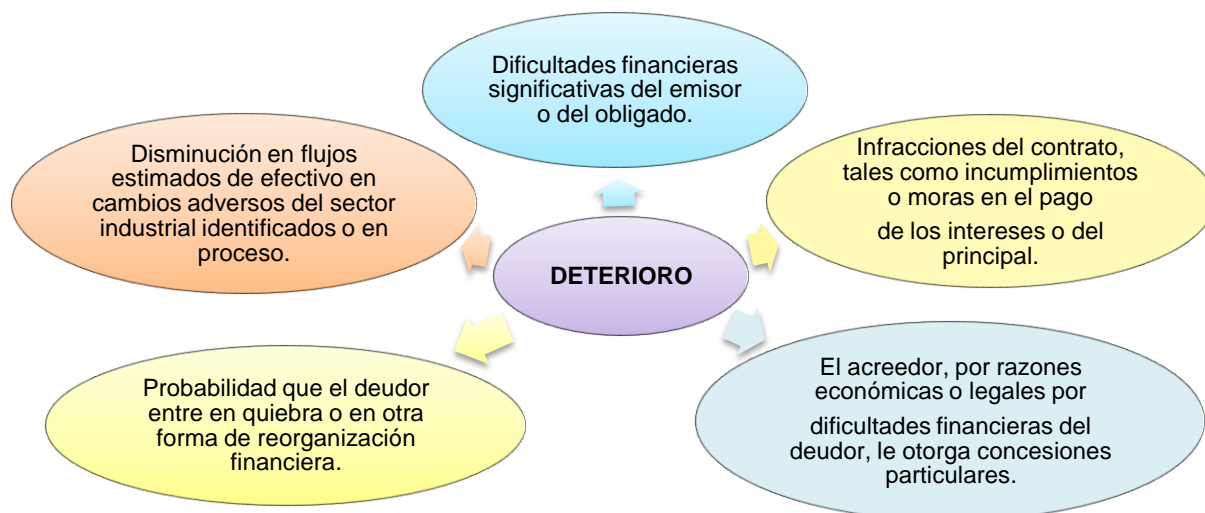 Dificultades financieras
significativas del emisor
o del obligado.
Disminución en flujos
estimados de efectivo en
cambios adversos del sector
industrial identificados o en
proceso.
Infracciones del contrato,
tales como incumplimientos
o moras en el pago
de los intereses o del
principal.
DETERIORO
Probabilidad que el deudor
entre en quiebra o en otra
forma de reorganización
financiera.
El acreedor, por razones
económicas o legales por
dificultades financieras del
deudor, le otorga concesiones
particulares.